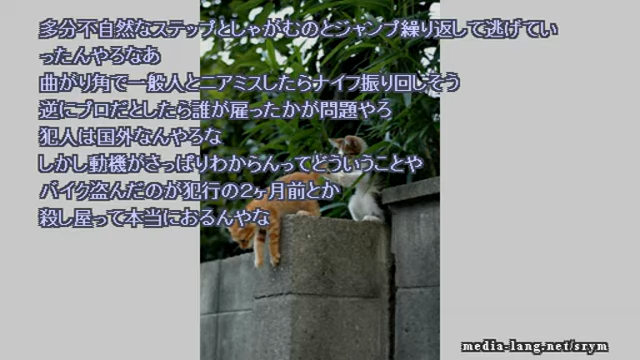 多分不自然なステップとしゃがむのとジャンプ繰り返して逃げてい
ったんやろなあ
曲がり角で一般人とニアミスしたらナイフ振り回しそう
逆にプロだとしたら誰が雇ったかが問題やろ
犯人は国外なんやろな
しかし動機がさっぱりわからんってどういうことや
バイク盗んだのが犯行の2ヶ月前とか
殺し屋って本当におるんやな
media-lang.net/srym